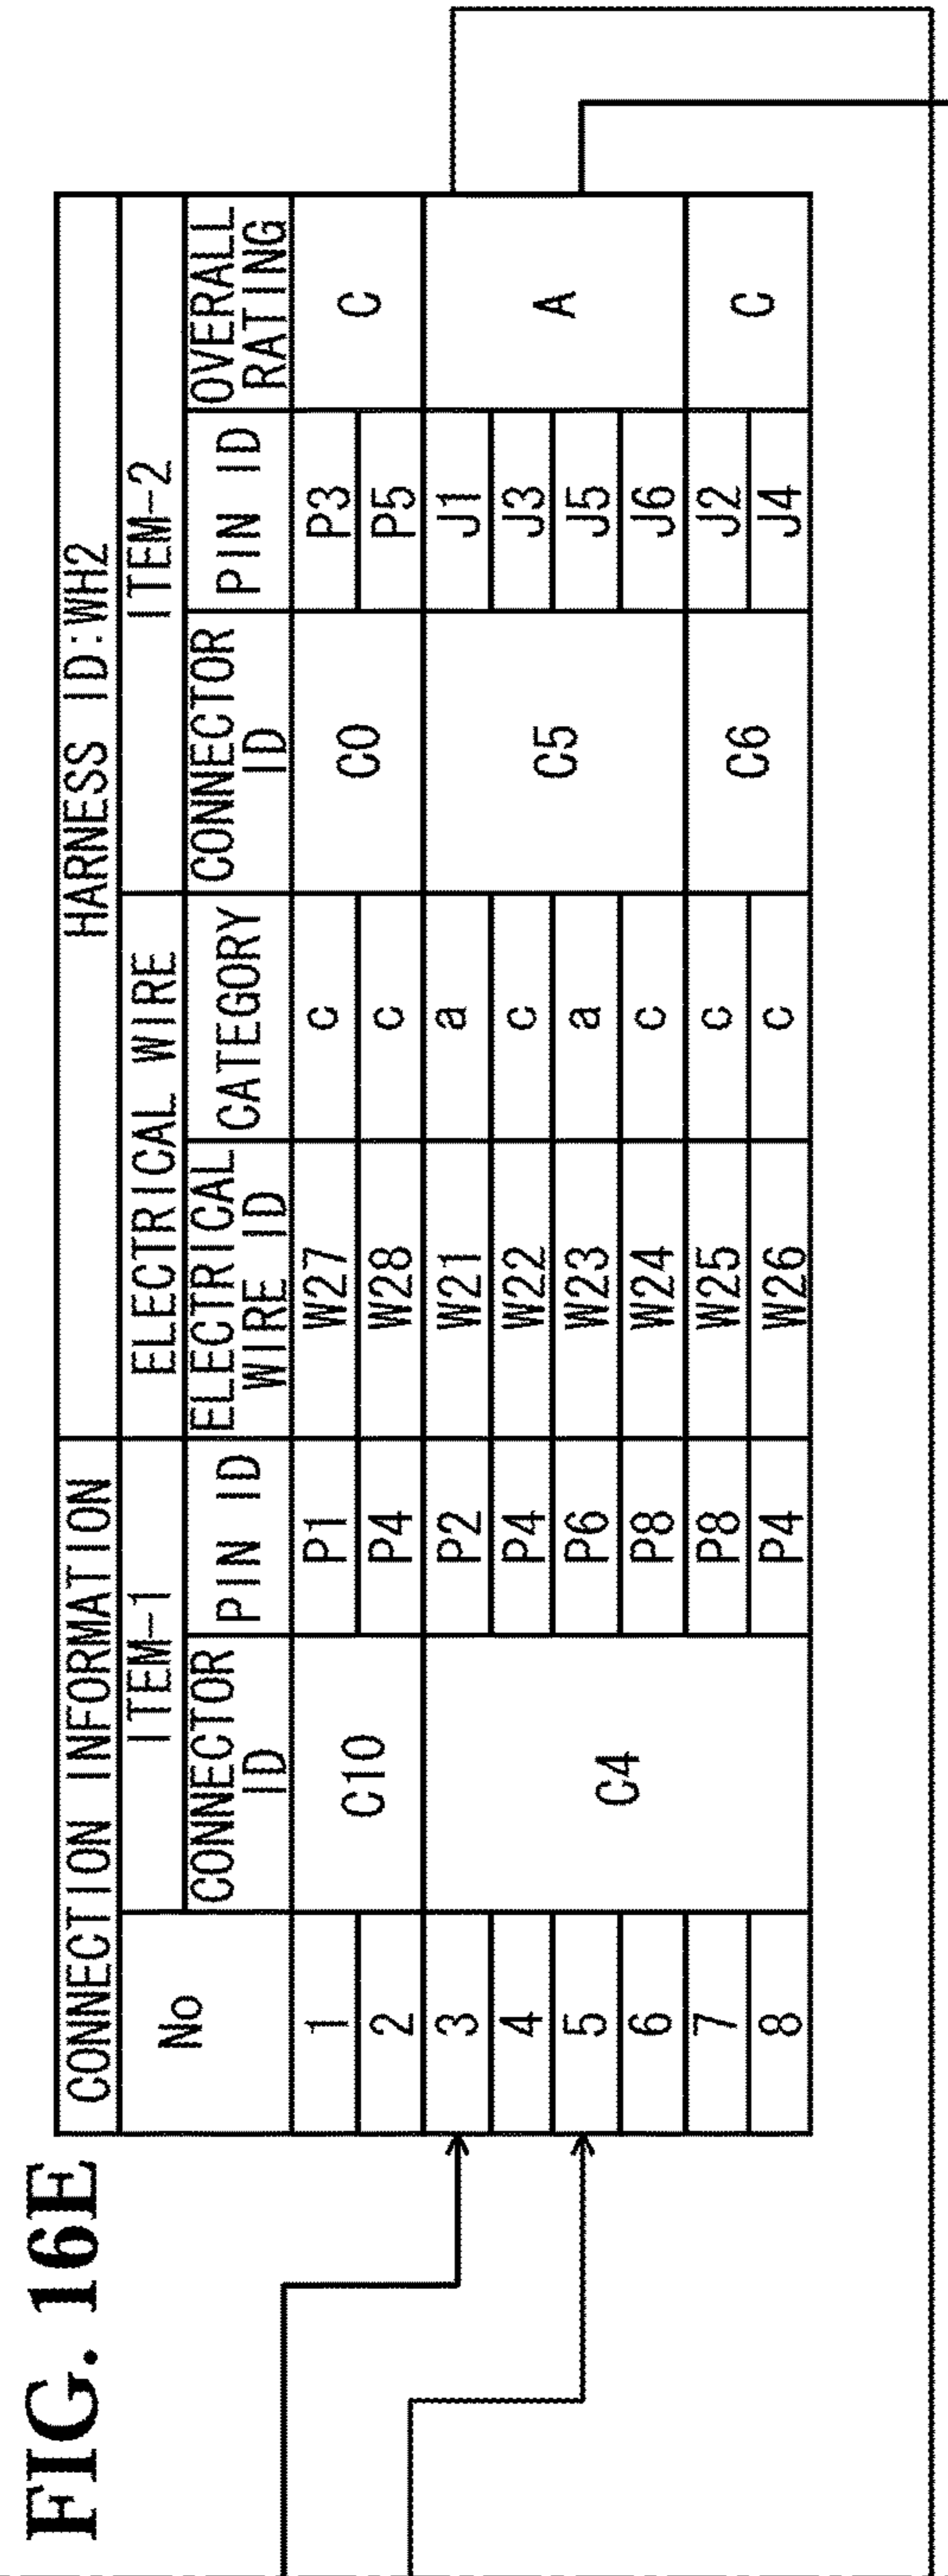 FIG. 16E
CONNECTION INFORMATION HARNESS ID:WH2
No ITEM-1 ELECTRICAL WIRE ITEM-2
CONNECTOR ID PIN ID ELECTRICAL WIRE ID CATEGORY CONNECTOR ID PIN ID OVERALL RATING
1 C10 P1 W27 c C0 P3 C
2 P4 W28 c P5
3 C4 P2 W21 a C5 J1 A
4 P4 W22 c J3
5 P6 W23 a J5
6 P8 W24 c J6
7 P8 W25 c C6 J2 C
8 P4 W26 c J4